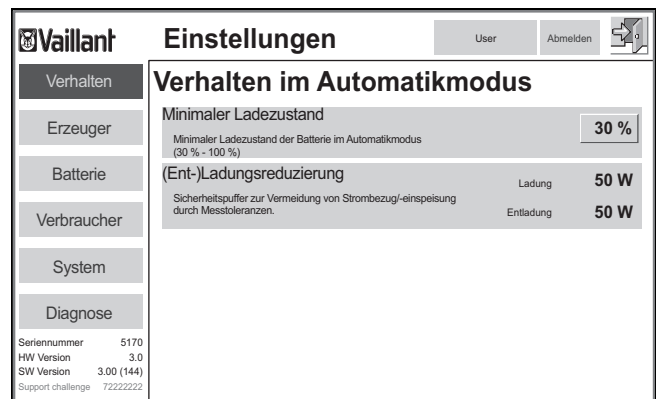 Vaillant
Einstellungen
User
Abmelden
Verhalten
Erzeuger
Batterie
Verbraucher
System
Diagnose
Seriennummer 5170
HW Version 3.0
SW Version 3.00 (144)
Support challenge 72222222
Verhalten im Automatikmodus
Minimaler Ladezustand
Minimaler Ladezustand der Batterie im Automatikmodus
(30 % - 100 %)
30 %
(Ent-)Ladungsreduzierung
Sicherheitspuffer zur Vermeidung von Strombezug/-einspeisung
durch Messtoleranzen.
Ladung 50 W
Entladung 50 W